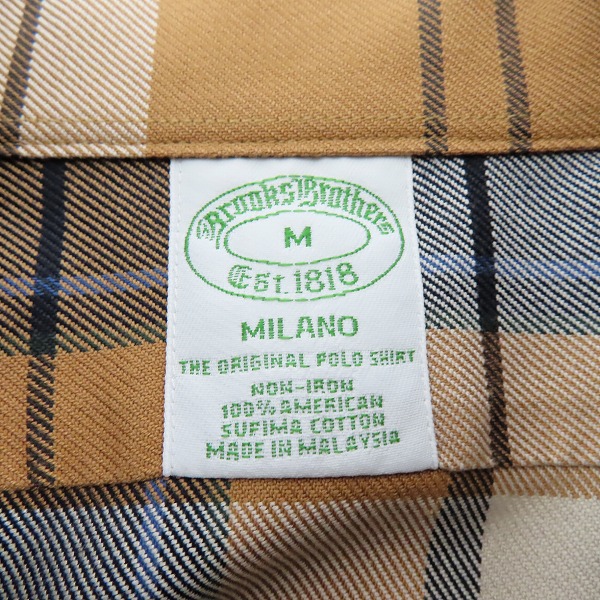 Brooks Brothers
M
Est. 1818
MILANO
THE ORIGINAL POLO SHIRT
NON-IRON
100% AMERICAN
SUPIMA COTTON
MADE IN MALAYSIA